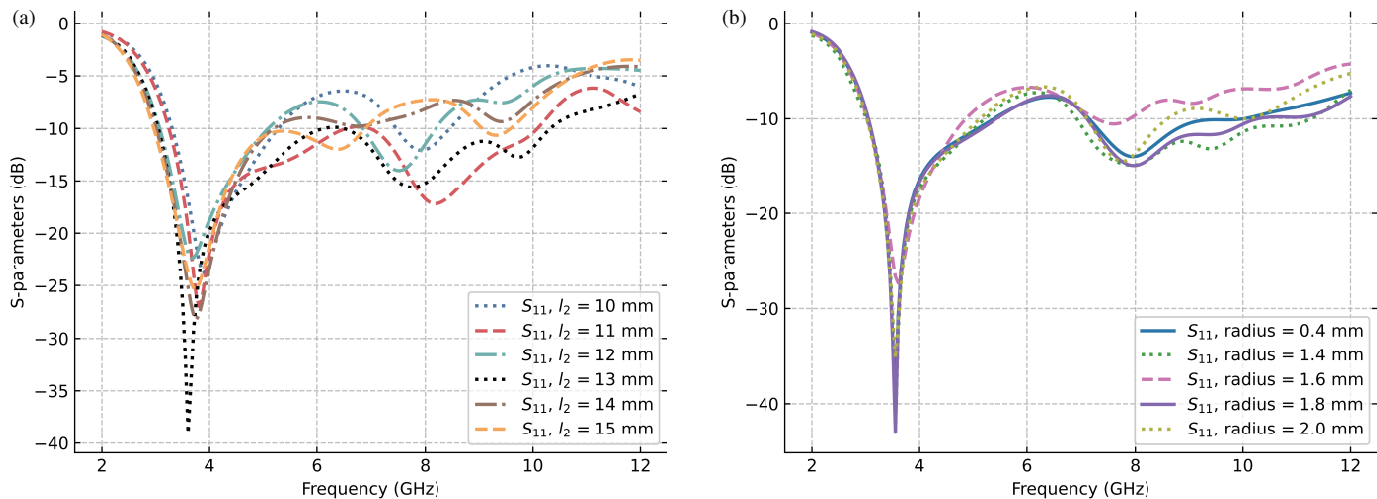 (a)
0
−5
−10
−15
−20
−25
−30
−35
−40
S-parameters (dB)
2 4 6 8 10 12
Frequency (GHz)
S11, l2 = 10 mm
S11, l2 = 11 mm
S11, l2 = 12 mm
S11, l2 = 13 mm
S11, l2 = 14 mm
S11, l2 = 15 mm
(b)
0
−10
−20
−30
−40
S-parameters (dB)
2 4 6 8 10 12
Frequency (GHz)
S11, radius = 0.4 mm
S11, radius = 1.4 mm
S11, radius = 1.6 mm
S11, radius = 1.8 mm
S11, radius = 2.0 mm